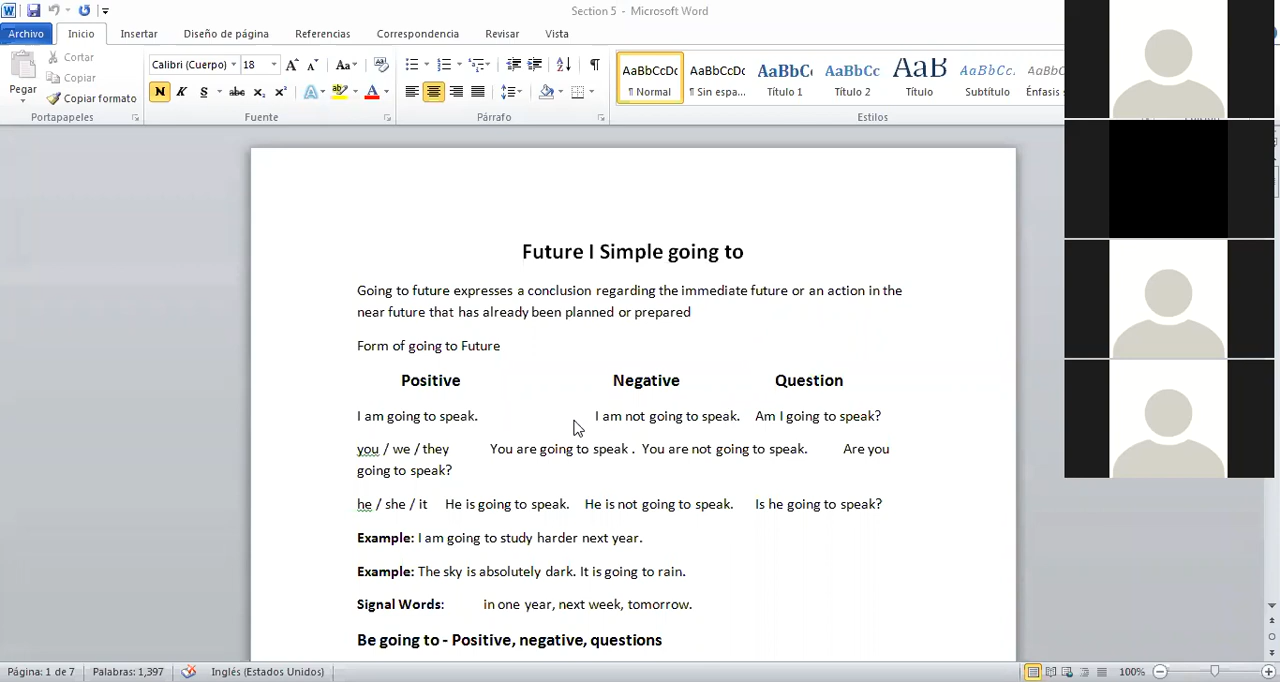 Section 5 - Microsoft Word
Archivo Inicio Insertar Diseño de página Referencias Correspondencia Revisar Vista
Cortar
Copiar
Copiar formato
Pegar
Portapapeles
Calibri (Cuerpo) 18
Fuente
Párrafo
AaBbCcDc AaBbCcDc AaBbC AaBbCc AaB AaBbCc. AaBbC
¶ Normal ¶ Sin espa... Título 1 Título 2 Título Subtítulo Énfasis
Estilos
Future I Simple going to
Going to future expresses a conclusion regarding the immediate future or an action in the
near future that has already been planned or prepared
Form of going to Future
Positive Negative Question
I am going to speak. I am not going to speak. Am I going to speak?
you / we / they You are going to speak . You are not going to speak. Are you
going to speak?
he / she / it He is going to speak. He is not going to speak. Is he going to speak?
Example: I am going to study harder next year.
Example: The sky is absolutely dark. It is going to rain.
Signal Words: in one year, next week, tomorrow.
Be going to - Positive, negative, questions
Página: 1 de 7 Palabras: 1,397 Inglés (Estados Unidos) 100%